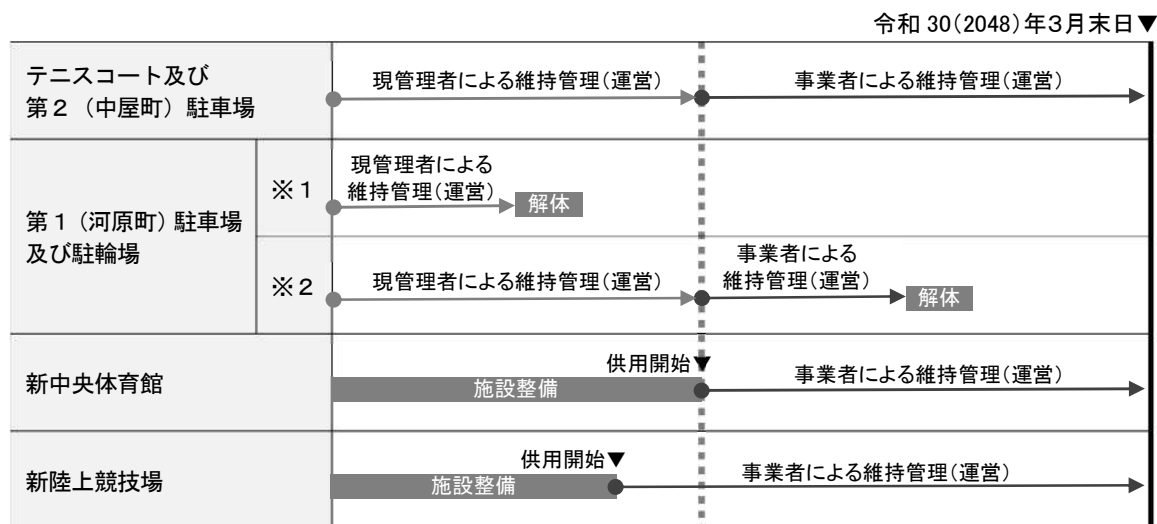 令和 30(2048)年3月末日▼
テニスコート及び
第2（中屋町）駐車場
現管理者による維持管理(運営)
事業者による維持管理(運営)
第1（河原町）駐車場
及び駐輪場
※1
現管理者による
維持管理(運営)
解体
※2
現管理者による維持管理(運営)
事業者による
維持管理(運営)
解体
新中央体育館
施設整備
供用開始▼
事業者による維持管理(運営)
新陸上競技場
施設整備
供用開始▼
事業者による維持管理(運営)